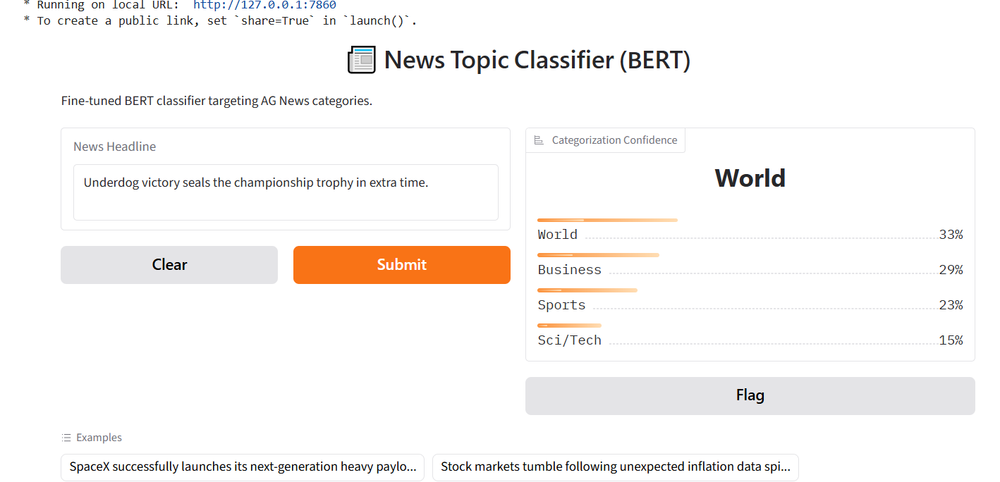 * Running on local URL:  http://127.0.0.1:7860
* To create a public link, set `share=True` in `launch()`.
News Topic Classifier (BERT)
Fine-tuned BERT classifier targeting AG News categories.
News Headline
Underdog victory seals the championship trophy in extra time.
Clear
Submit
Categorization Confidence
World
World 33%
Business 29%
Sports 23%
Sci/Tech 15%
Flag
Examples
SpaceX successfully launches its next-generation heavy paylo...
Stock markets tumble following unexpected inflation data spi...